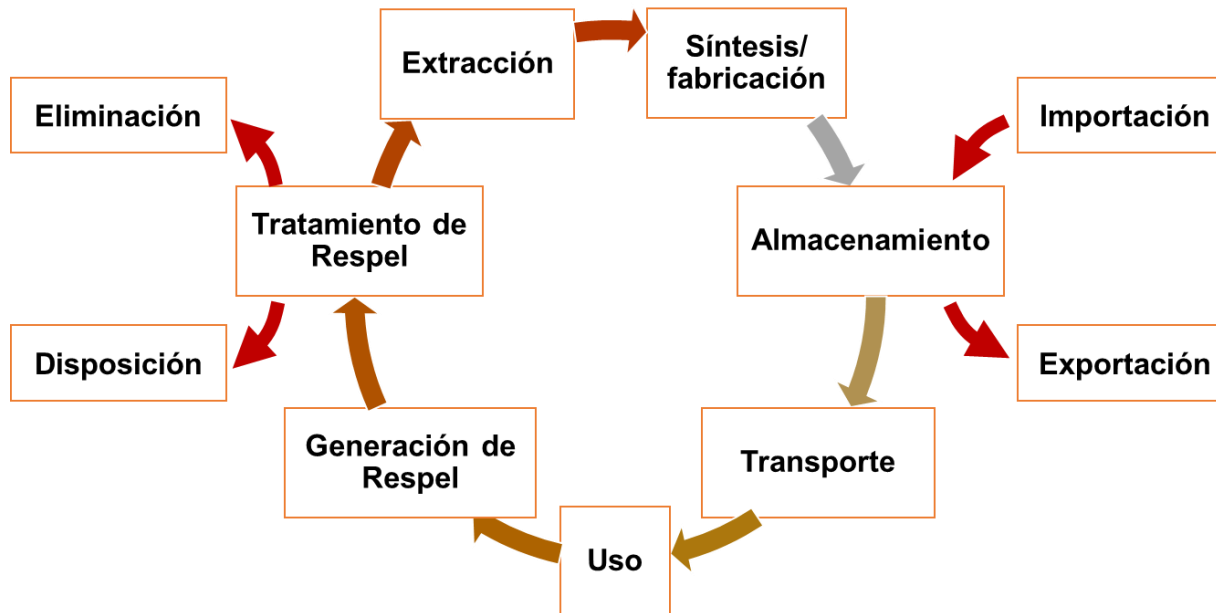 Extracción
Síntesis/
fabricación
Eliminación
Importación
Tratamiento de
Respel
Almacenamiento
Disposición
Exportación
Generación de
Respel
Transporte
Uso